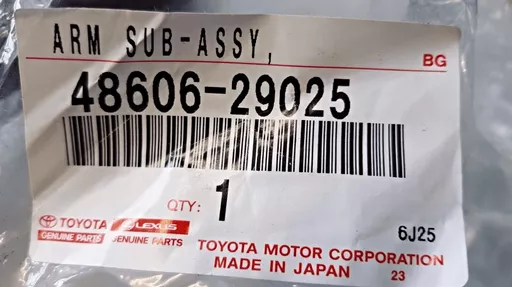 ARM SUB-ASSY,
BG
48606-29025
QTY: 1
TOYOTA LEXUS
GENUINE PARTS GENUINE PARTS
6J25
TOYOTA MOTOR CORPORATION
MADE IN JAPAN 23